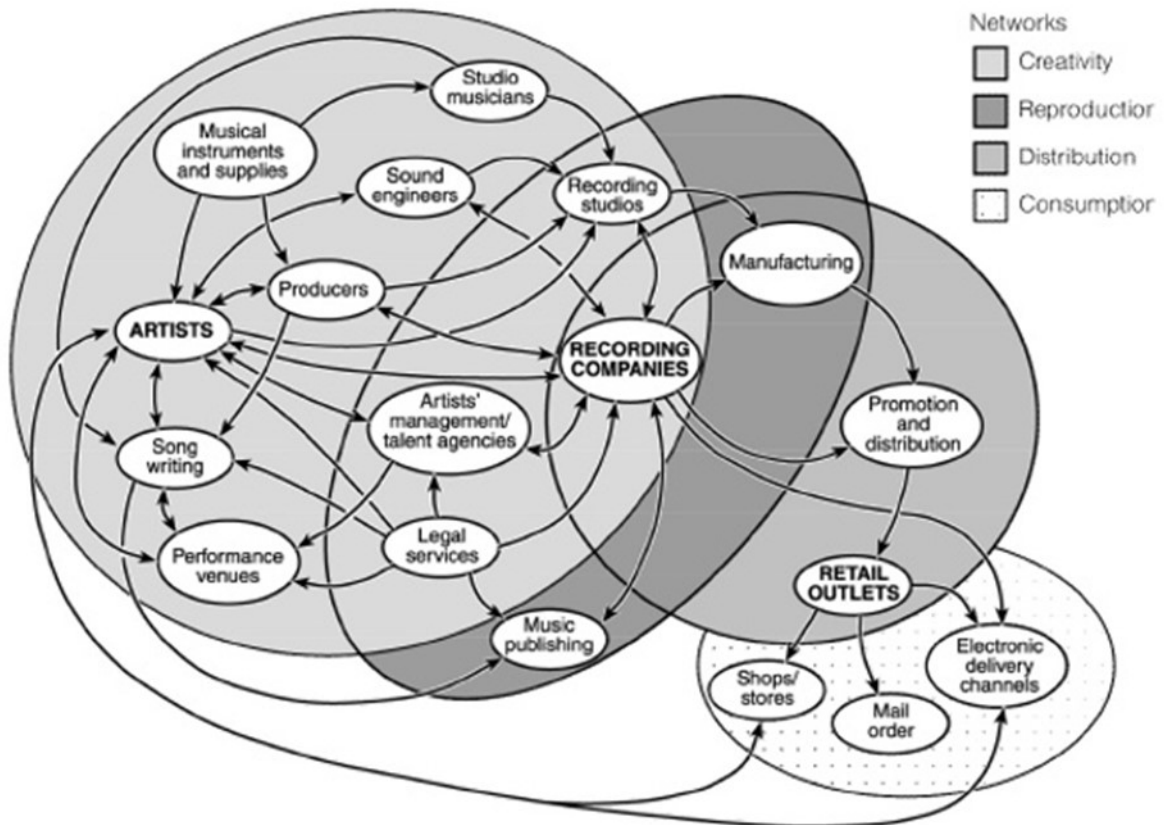 Networks
Creativity
Reproduction
Distribution
Consumption
Studio
musicians
Musical
instruments
and supplies
Sound
engineers
Recording
studios
Manufacturing
Producers
ARTISTS
RECORDING
COMPANIES
Artists'
management/
talent agencies
Promotion
and
distribution
Song
writing
Legal
services
Performance
venues
RETAIL
OUTLETS
Music
publishing
Electronic
delivery
channels
Shops/
stores
Mail
order